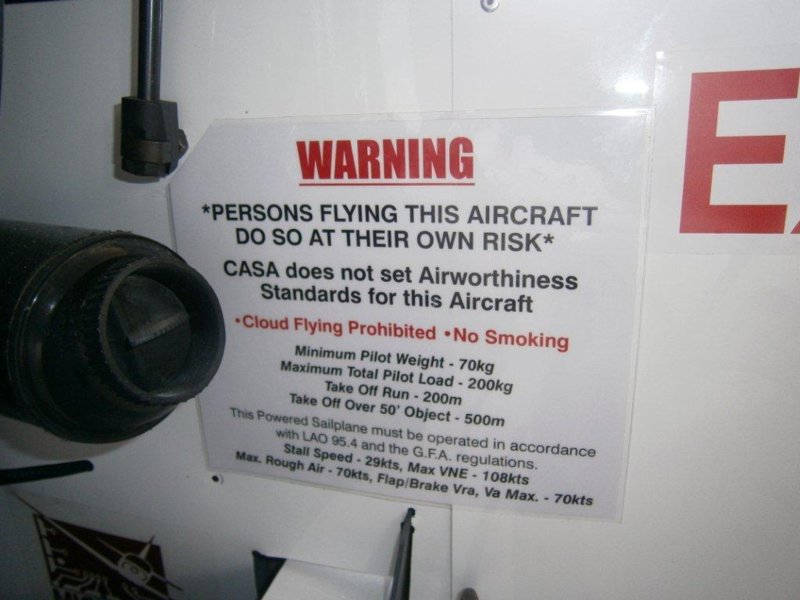 WARNING
*PERSONS FLYING THIS AIRCRAFT
DO SO AT THEIR OWN RISK*
CASA does not set Airworthiness
Standards for this Aircraft
•Cloud Flying Prohibited •No Smoking
Minimum Pilot Weight - 70kg
Maximum Total Pilot Load - 200kg
Take Off Run - 200m
Take Off Over 50' Object - 500m
This Powered Sailplane must be operated in accordance
with LAO 95.4 and the G.F.A. regulations.
Stall Speed - 29kts, Max VNE - 108kts
Max. Rough Air - 70kts, Flap/Brake Vra, Va Max. - 70kts